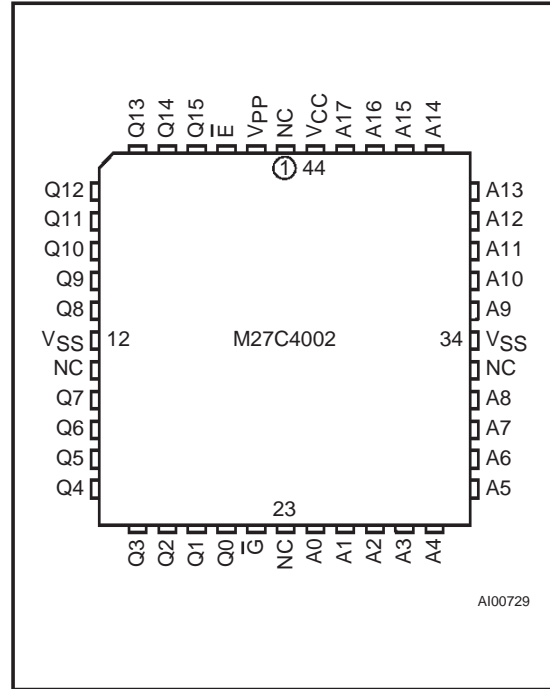 Q13 Q14 Q15 E̅ VPP NC VCC A17 A16 A15 A14
1 44
Q12 A13
Q11 A12
Q10 A11
Q9 A10
Q8 A9
VSS 12 M27C4002 34 VSS
NC NC
Q7 A8
Q6 A7
Q5 A6
Q4 A5
23
Q3 Q2 Q1 Q0 G̅ NC A0 A1 A2 A3 A4
AI00729